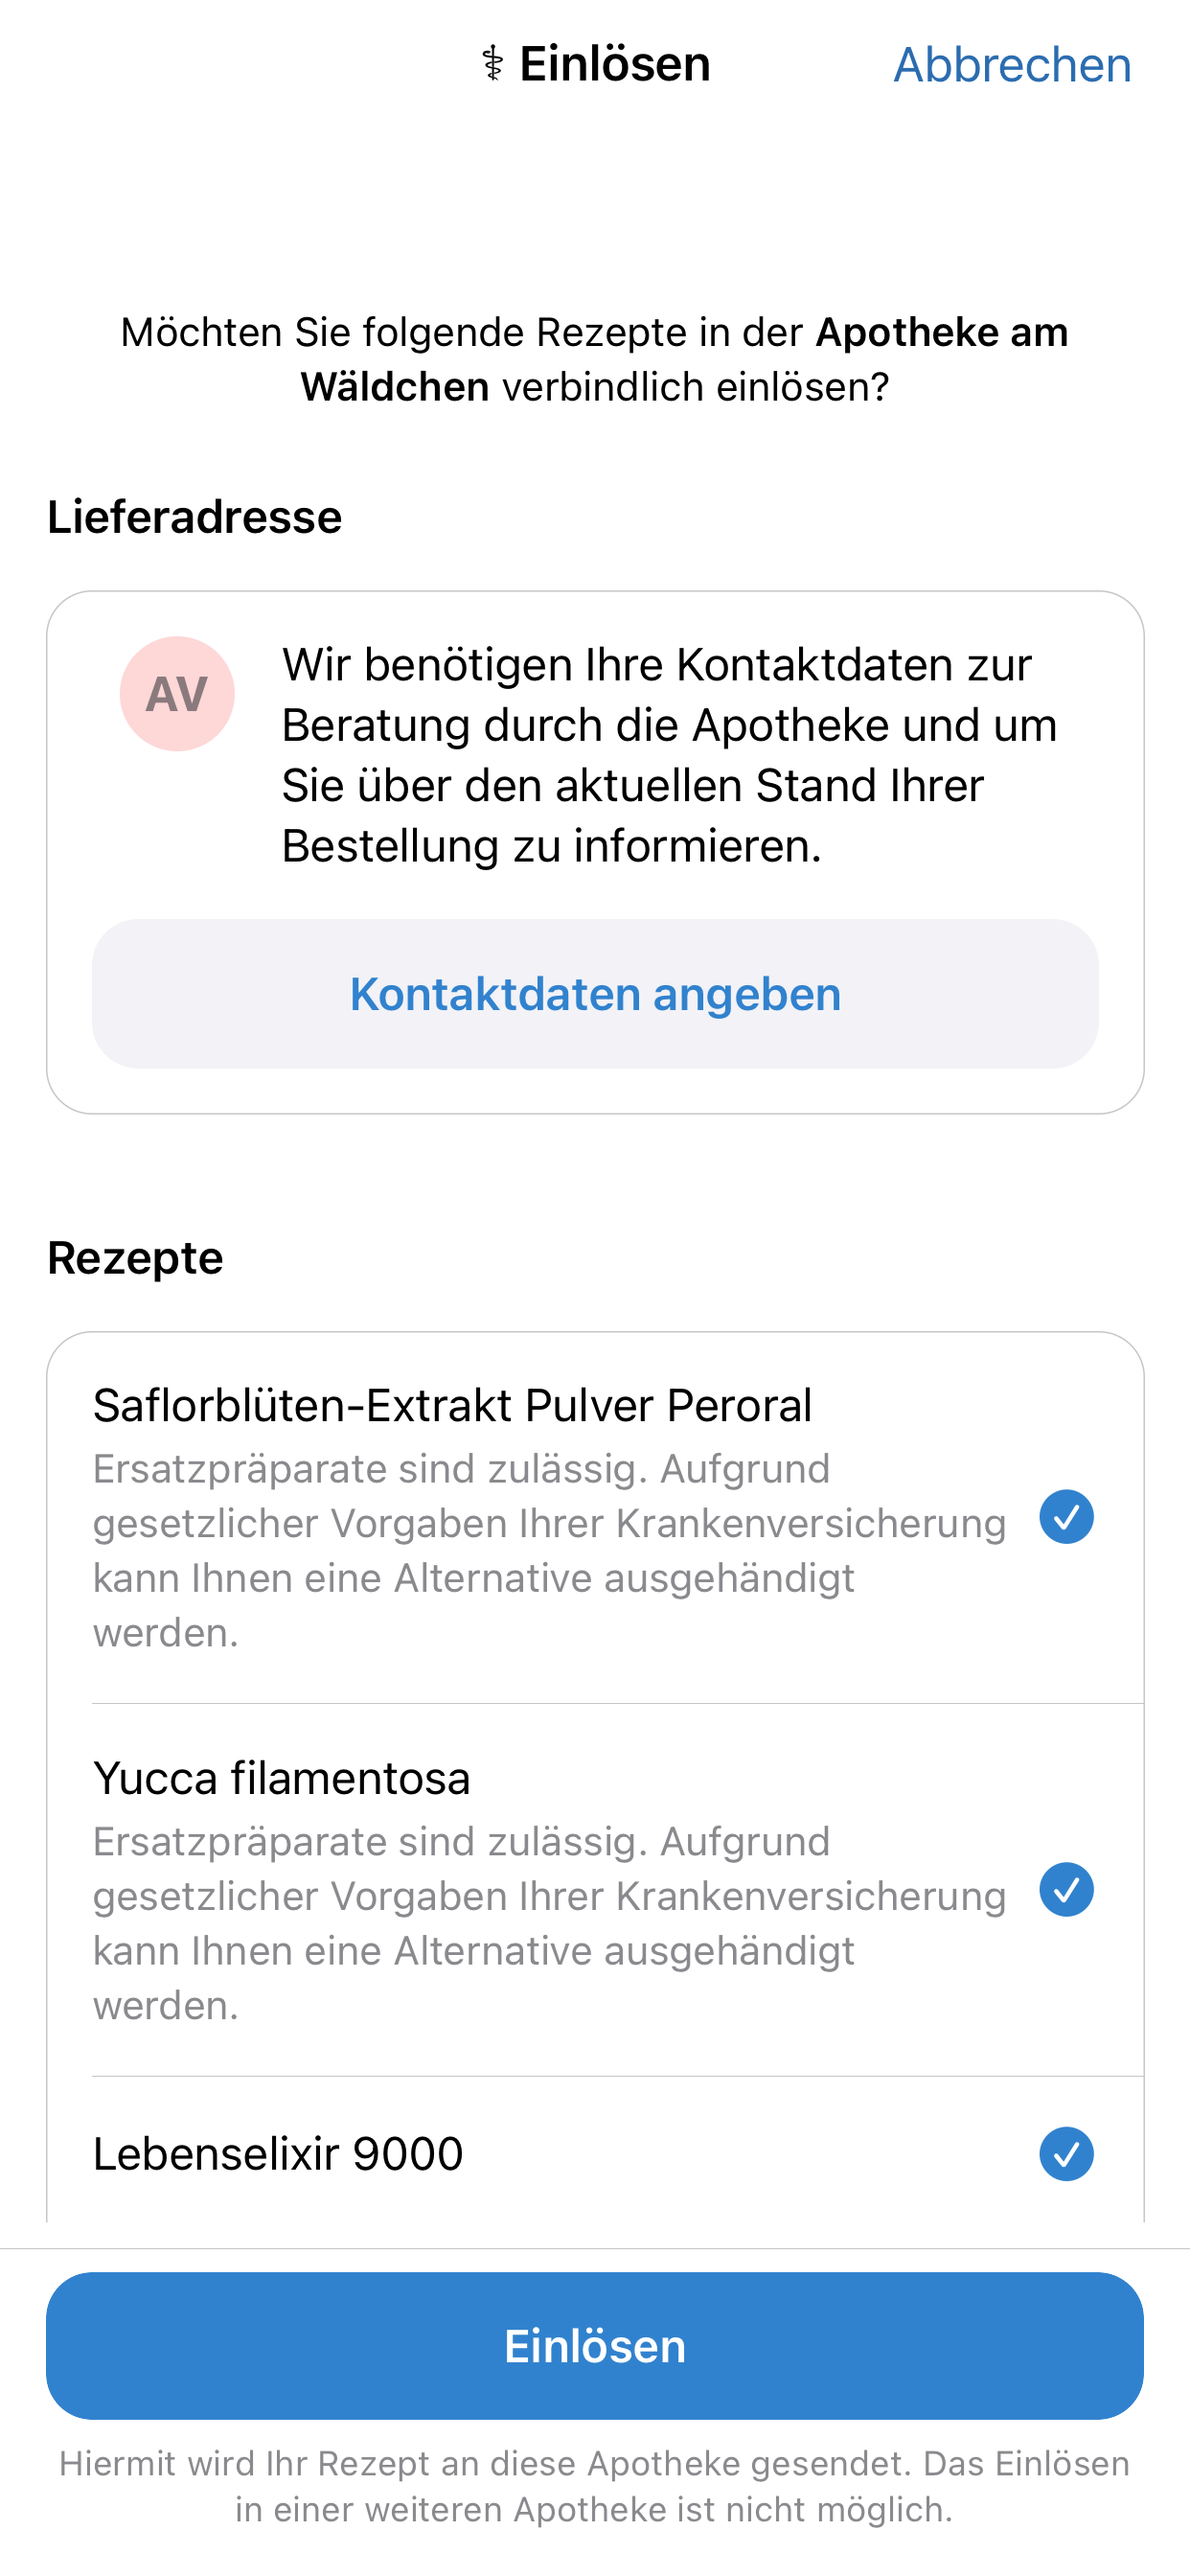 ⚕ Einlösen
Abbrechen
Möchten Sie folgende Rezepte in der Apotheke am
Wäldchen verbindlich einlösen?
Lieferadresse
AV
Wir benötigen Ihre Kontaktdaten zur
Beratung durch die Apotheke und um
Sie über den aktuellen Stand Ihrer
Bestellung zu informieren.
Kontaktdaten angeben
Rezepte
Saflorblüten-Extrakt Pulver Peroral
Ersatzpräparate sind zulässig. Aufgrund
gesetzlicher Vorgaben Ihrer Krankenversicherung
kann Ihnen eine Alternative ausgehändigt
werden.
Yucca filamentosa
Ersatzpräparate sind zulässig. Aufgrund
gesetzlicher Vorgaben Ihrer Krankenversicherung
kann Ihnen eine Alternative ausgehändigt
werden.
Lebenselixir 9000
Einlösen
Hiermit wird Ihr Rezept an diese Apotheke gesendet. Das Einlösen
in einer weiteren Apotheke ist nicht möglich.